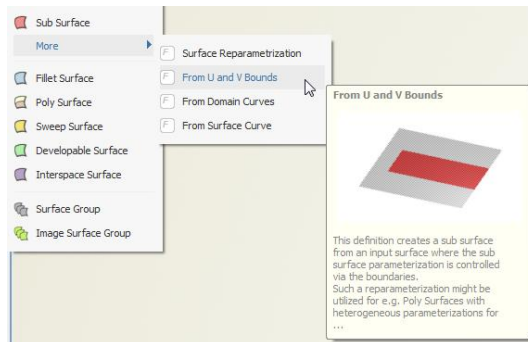 Sub Surface
More
Fillet Surface
Poly Surface
Sweep Surface
Developable Surface
Interspace Surface
Surface Group
Image Surface Group
F Surface Reparametrization
F From U and V Bounds
F From Domain Curves
F From Surface Curve
From U and V Bounds
This definition creates a sub surface
from an input surface where the sub
surface parameterization is controlled
via the boundaries.
Such a reparameterization might be
utilized for e.g. Poly Surfaces with
heterogeneous parameterizations for
...